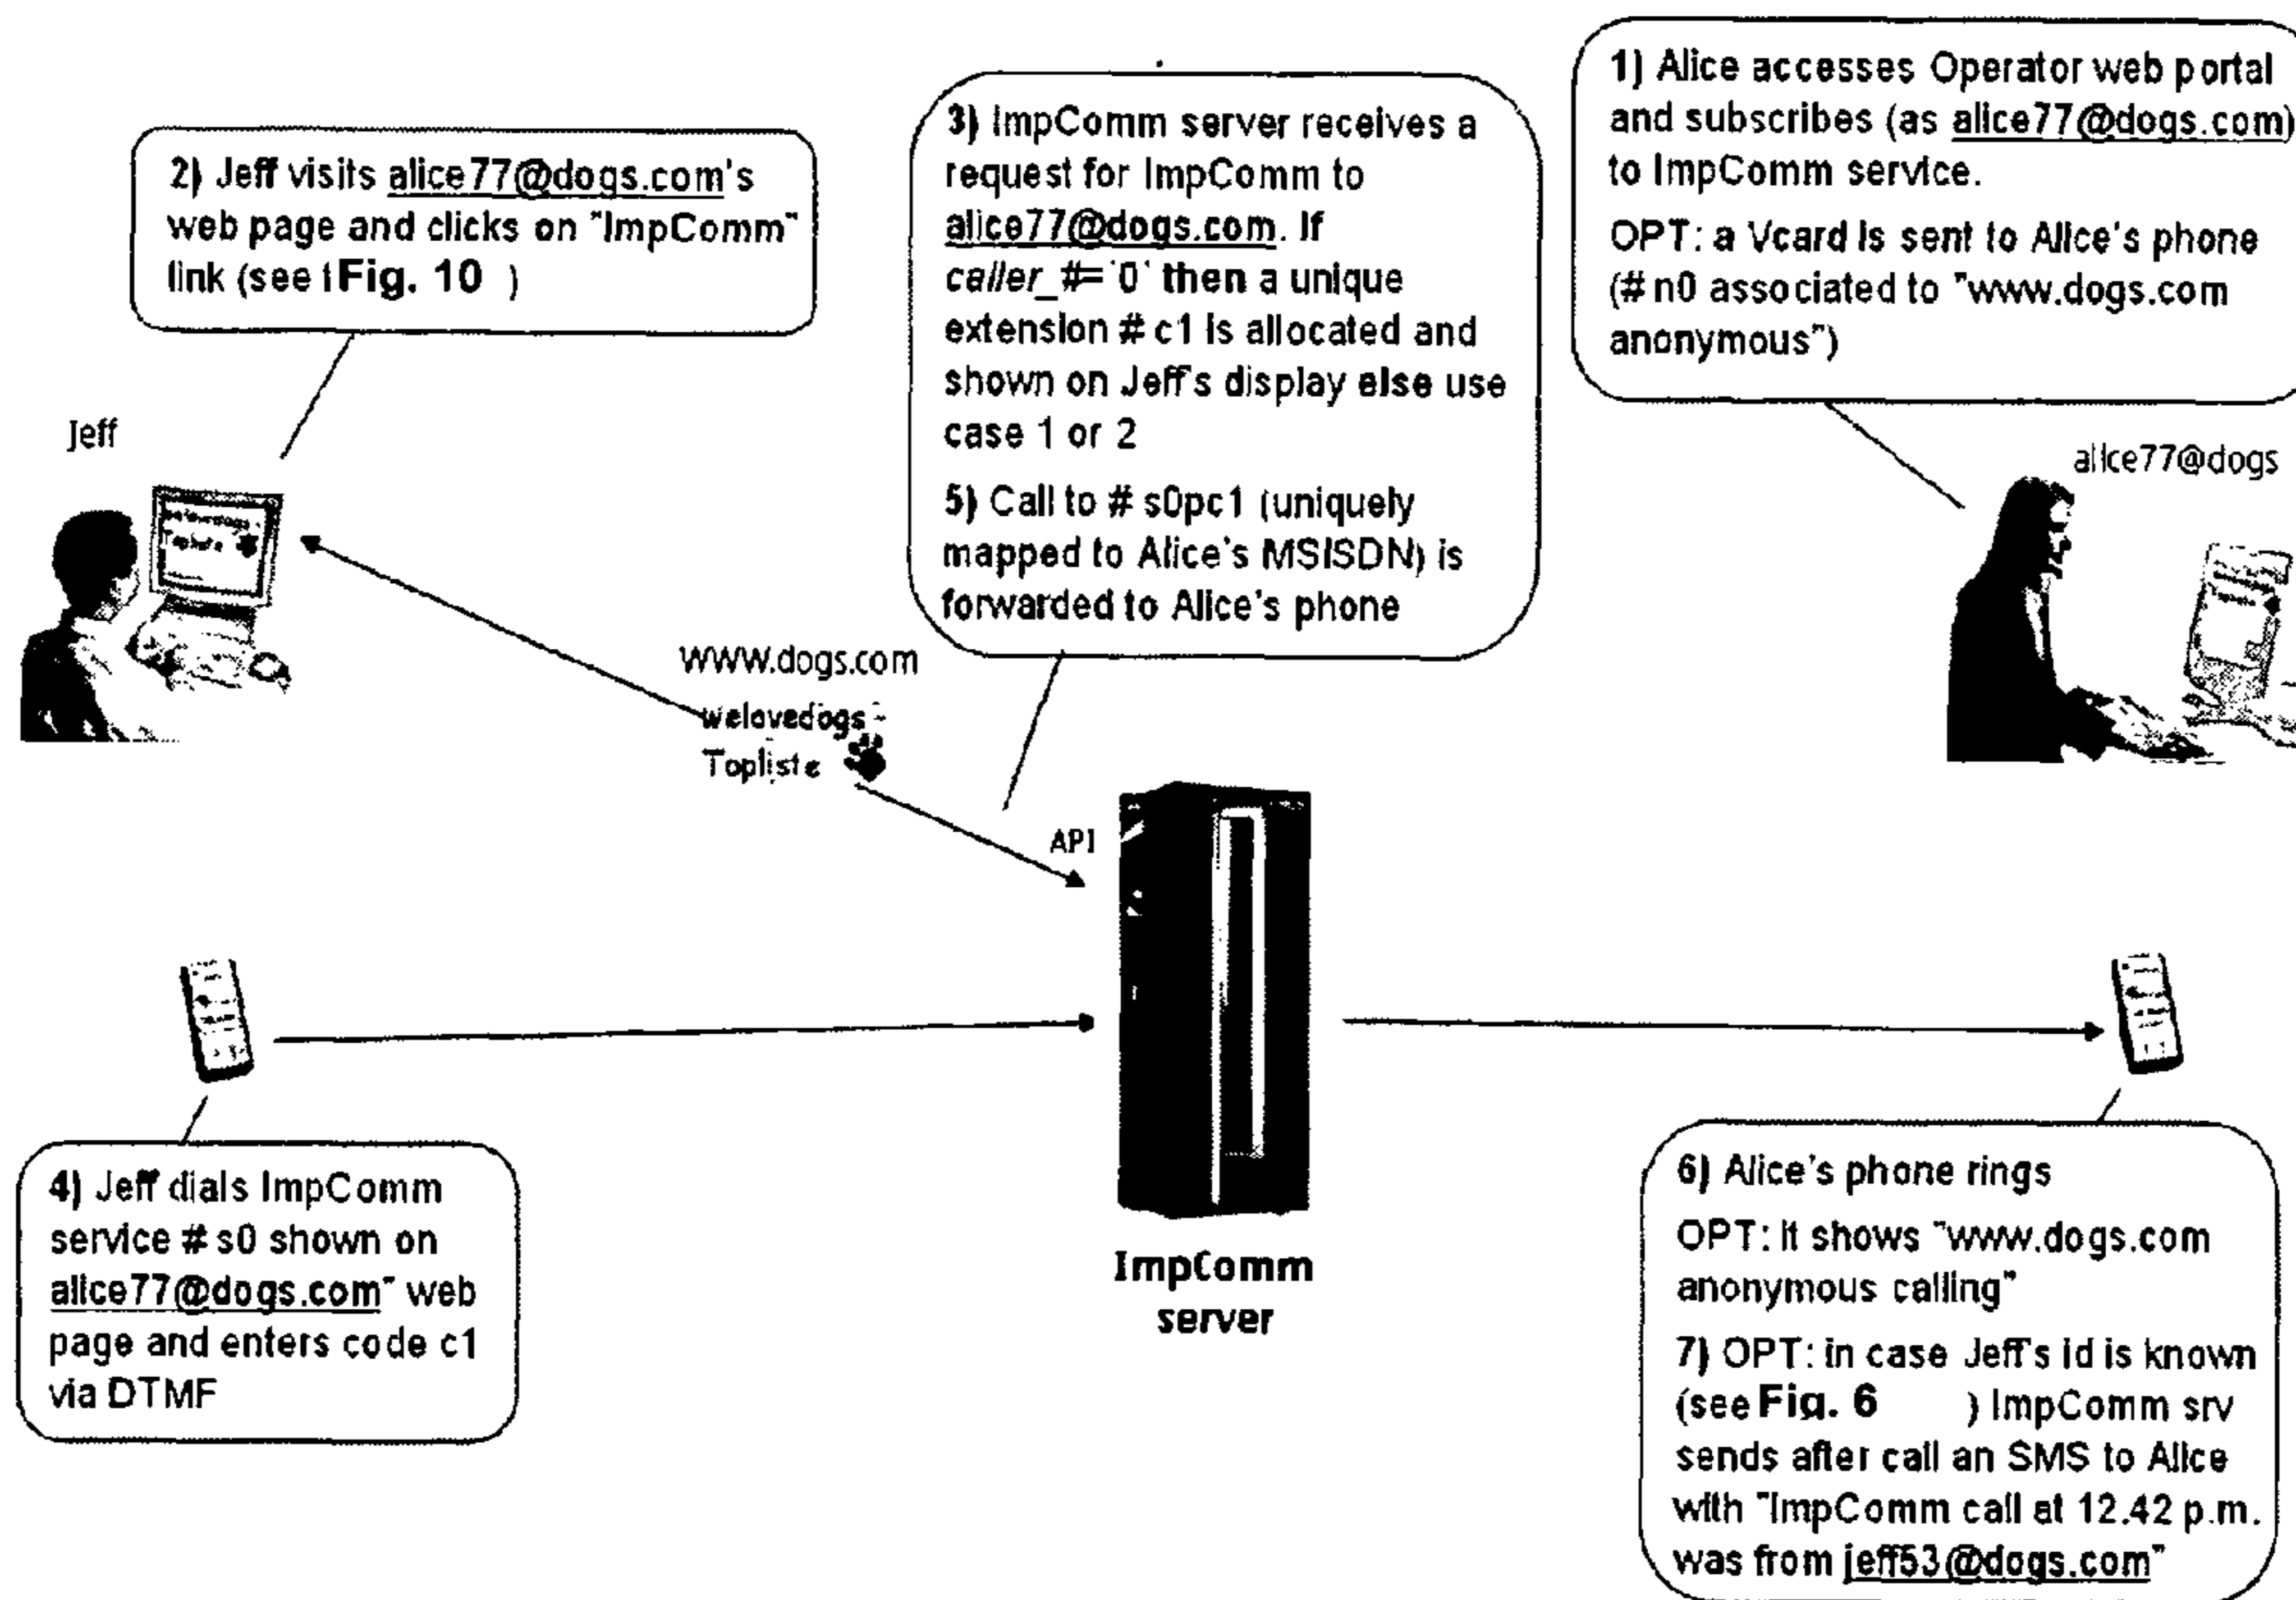 1) Alice accesses Operator web portal
and subscribes (as alice77@dogs.com)
to ImpComm service.
OPT: a Vcard is sent to Alice's phone
(# n0 associated to "www.dogs.com
anonymous")
2) Jeff visits alice77@dogs.com's
web page and clicks on "ImpComm"
link (see f Fig. 10 )
3) ImpComm server receives a
request for ImpComm to
alice77@dogs.com. If
caller_#='0' then a unique
extension # c1 is allocated and
shown on Jeff's display else use
case 1 or 2
5) Call to # s0pc1 (uniquely
mapped to Alice's MSISDN) is
forwarded to Alice's phone
Jeff
alice77@dogs
www.dogs.com
welovedogs -
Topliste
API
4) Jeff dials ImpComm
service # s0 shown on
alice77@dogs.com" web
page and enters code c1
via DTMF
ImpComm
server
6) Alice's phone rings
OPT: it shows "www.dogs.com
anonymous calling"
7) OPT: in case Jeff's id is known
(see Fig. 6 ) ImpComm srv
sends after call an SMS to Alice
with "ImpComm call at 12.42 p.m.
was from jeff53@dogs.com"